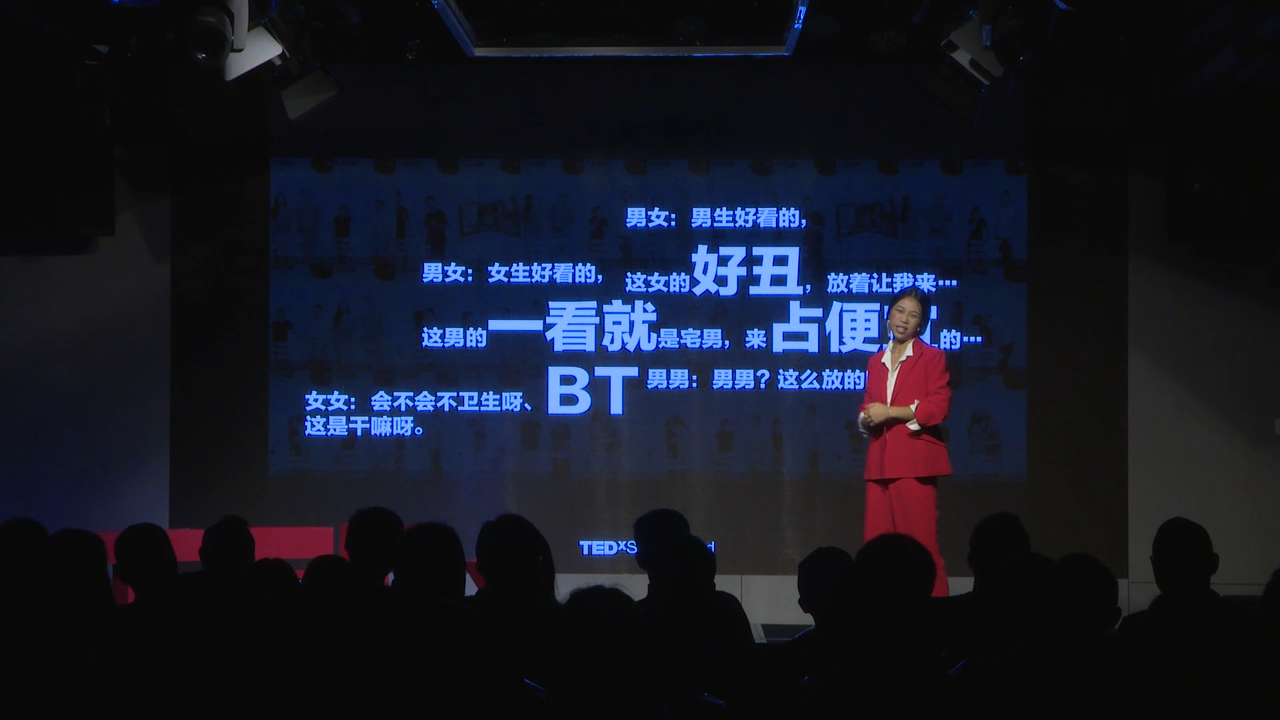 男女：男生好看的，
这女的好丑，放着让我来…
男女：女生好看的，
这男的一看就是宅男，来占便 的…
男男：男男？这么放的
女女：会不会不卫生呀、BT
这是干嘛呀。
TEDx